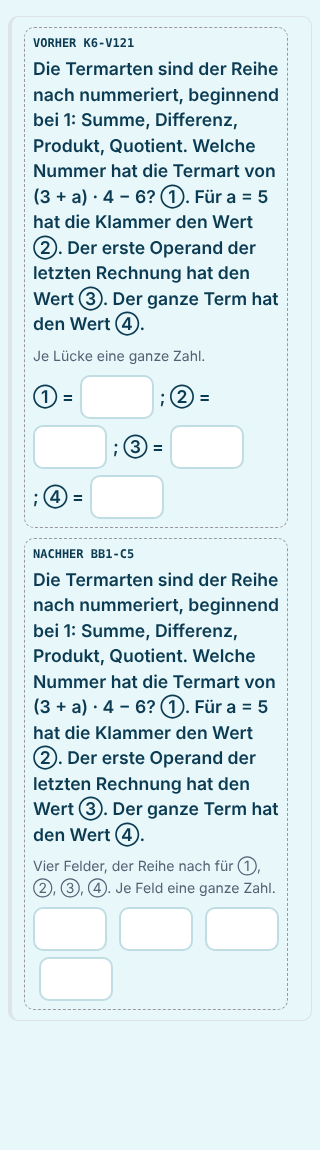 VORHER K6-V121
Die Termarten sind der Reihe
nach nummeriert, beginnend
bei 1: Summe, Differenz,
Produkt, Quotient. Welche
Nummer hat die Termart von
(3 + a) · 4 − 6? ①. Für a = 5
hat die Klammer den Wert
②. Der erste Operand der
letzten Rechnung hat den
Wert ③. Der ganze Term hat
den Wert ④.
Je Lücke eine ganze Zahl.
① = ; ② =
; ③ =
; ④ =
NACHHER BB1-C5
Die Termarten sind der Reihe
nach nummeriert, beginnend
bei 1: Summe, Differenz,
Produkt, Quotient. Welche
Nummer hat die Termart von
(3 + a) · 4 − 6? ①. Für a = 5
hat die Klammer den Wert
②. Der erste Operand der
letzten Rechnung hat den
Wert ③. Der ganze Term hat
den Wert ④.
Vier Felder, der Reihe nach für ①,
②, ③, ④. Je Feld eine ganze Zahl.